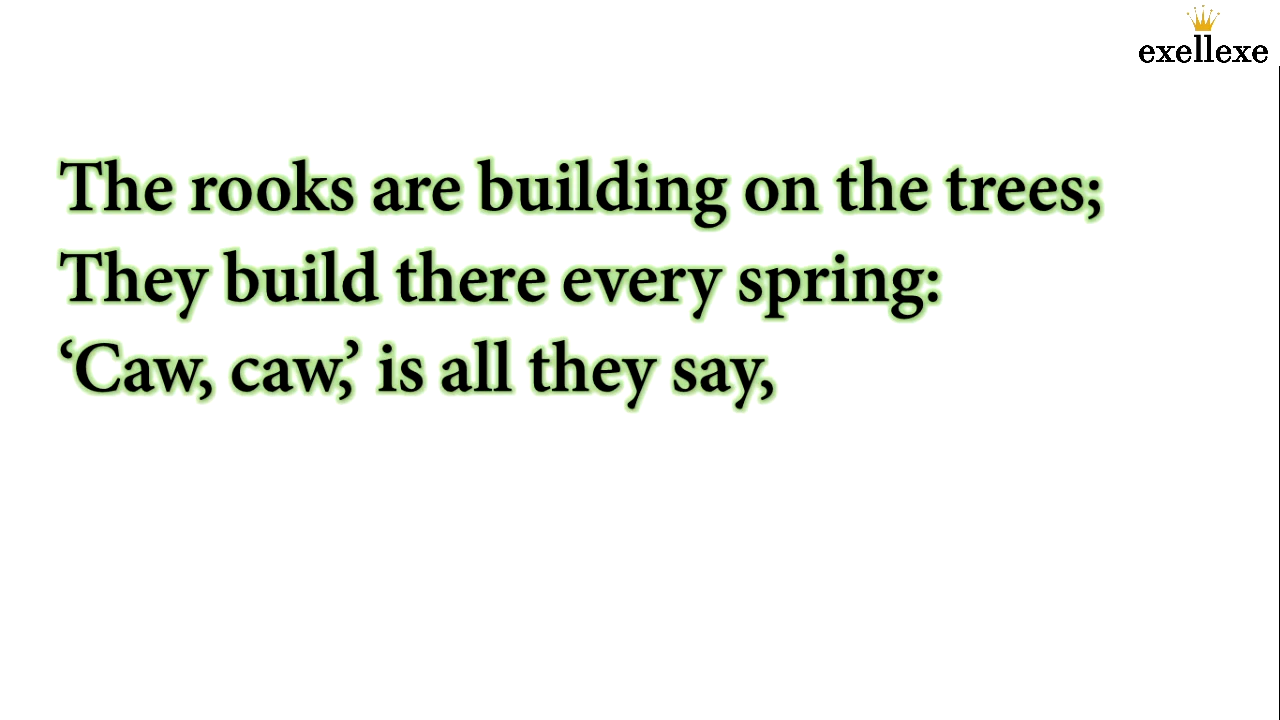 exellexe
The rooks are building on the trees;
They build there every spring:
‘Caw, caw,’ is all they say,